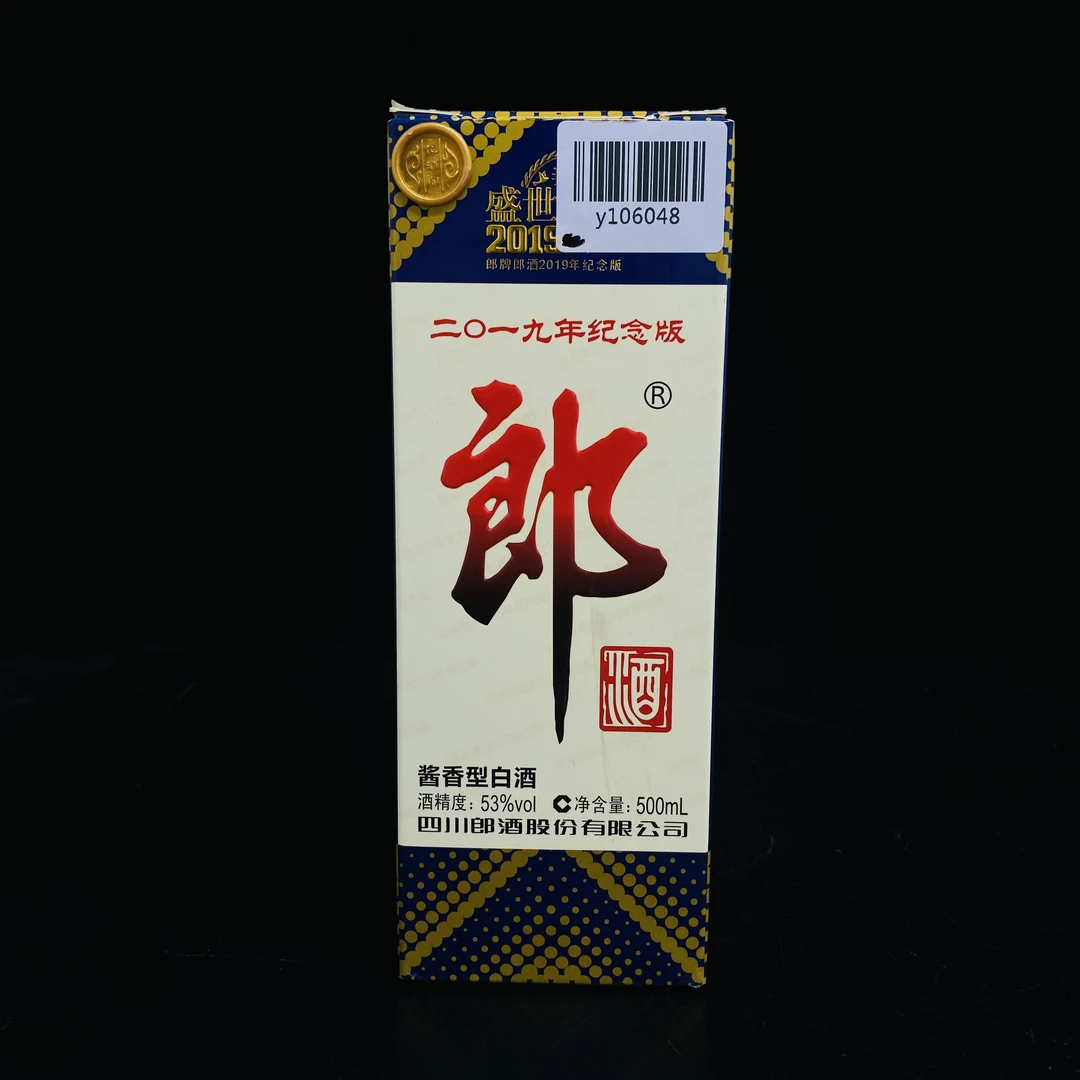 盛世
2019
y106048
郎牌郎酒2019年纪念版
二〇一九年纪念版
郎®
酒
酱香型白酒
酒精度：53%vol 净含量：500mL
四川郎酒股份有限公司